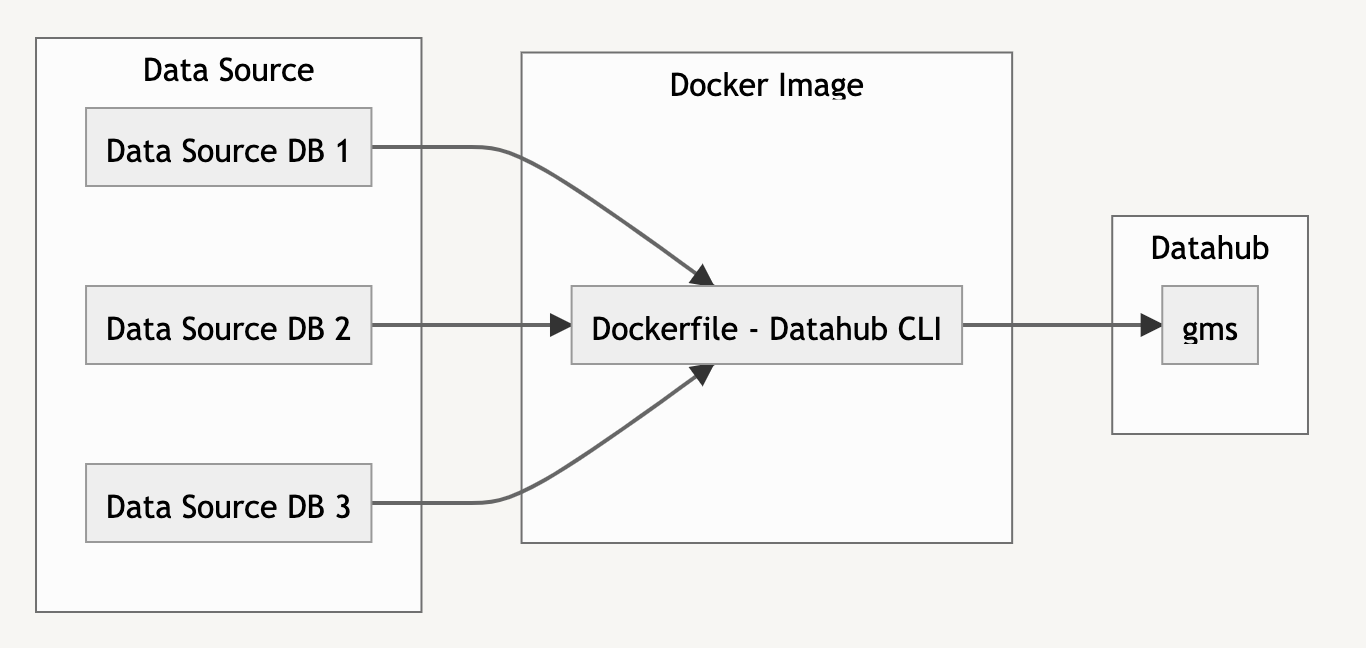 Data Source
Data Source DB 1
Data Source DB 2
Data Source DB 3
Docker Image
Dockerfile - Datahub CLI
Datahub
gms